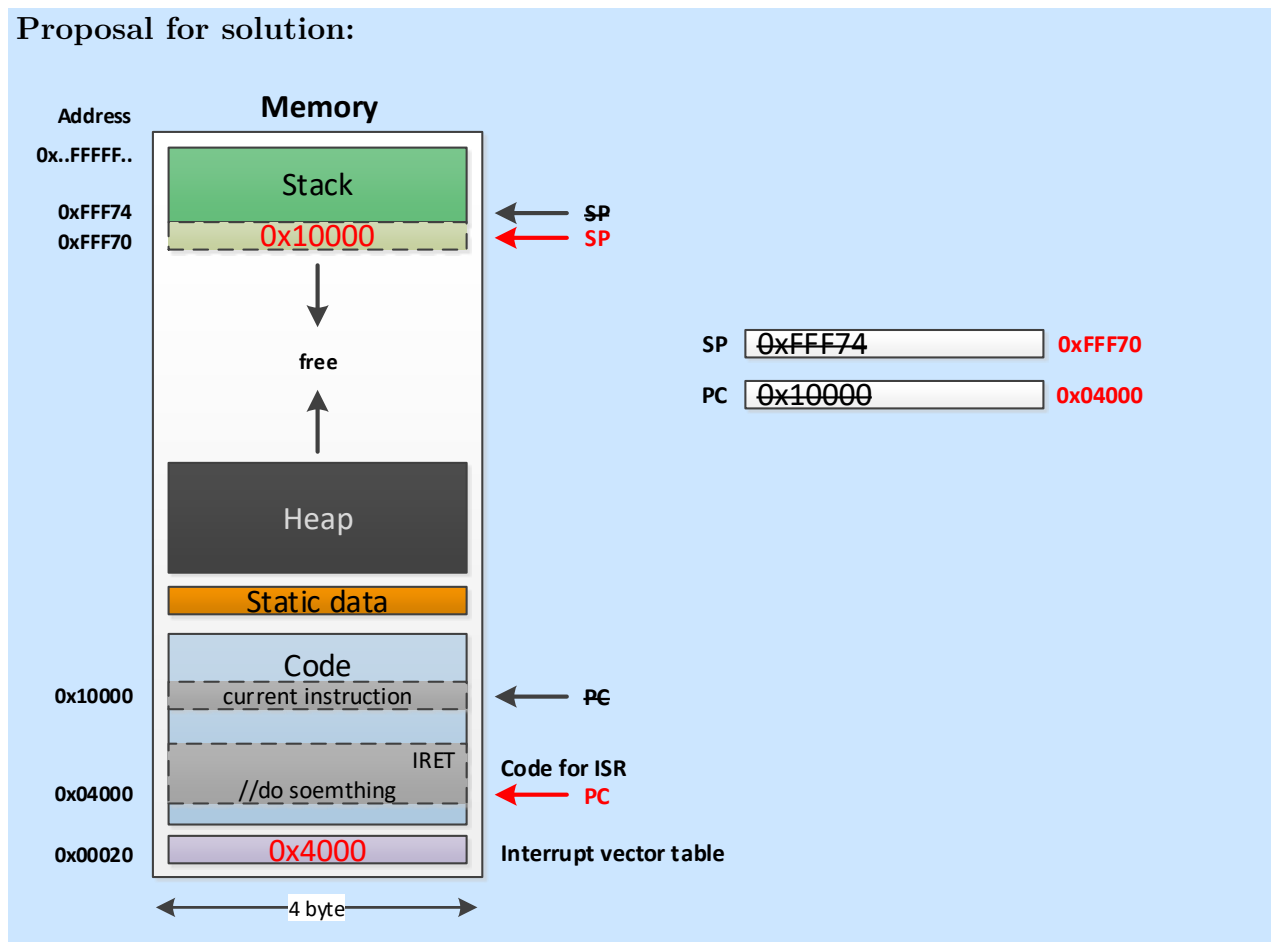 Proposal for solution:
Memory
Address
0x..FFFFF..
Stack
0xFFF74
SP
0x10000
0xFFF70
SP
free
SP 0xFFF74 0xFFF70
PC 0x10000 0x04000
Heap
Static data
Code
0x10000
current instruction
PC
IRET
Code for ISR
0x04000
//do soemthing
PC
0x00020
0x4000
Interrupt vector table
4 byte